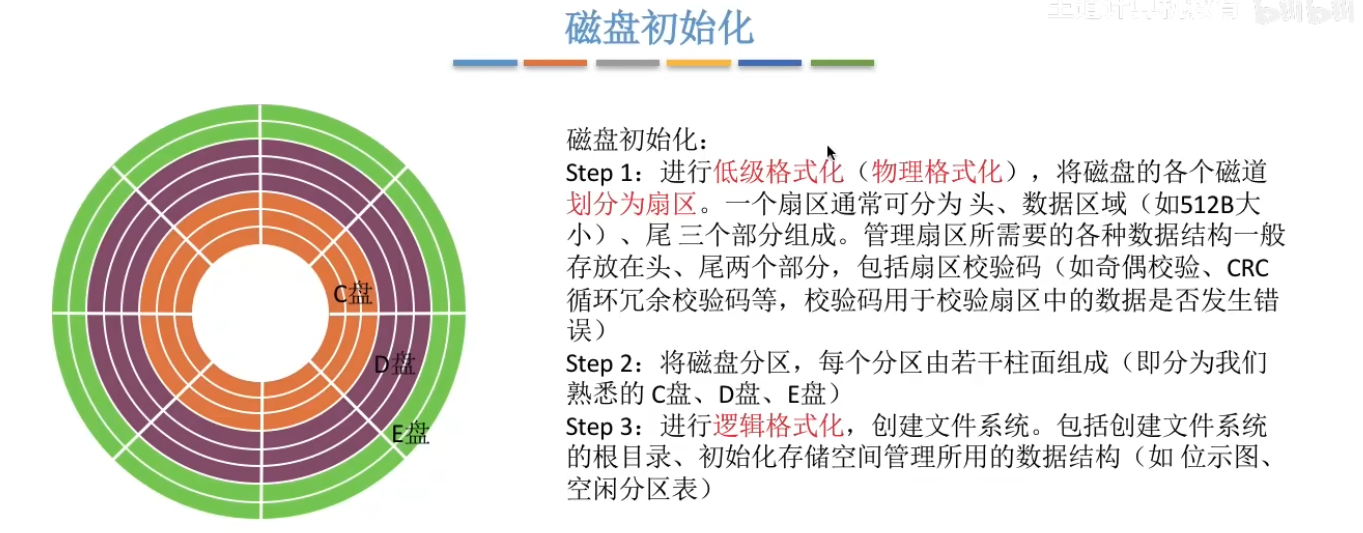 磁盘初始化
磁盘初始化：
Step 1：进行低级格式化（物理格式化），将磁盘的各个磁道
划分为扇区。一个扇区通常可分为 头、数据区域（如512B大
小）、尾 三个部分组成。管理扇区所需要的各种数据结构一般
存放在头、尾两个部分，包括扇区校验码（如奇偶校验、CRC
循环冗余校验码等，校验码用于校验扇区中的数据是否发生错
误）
Step 2：将磁盘分区，每个分区由若干柱面组成（即分为我们
熟悉的 C盘、D盘、E盘）
Step 3：进行逻辑格式化，创建文件系统。包括创建文件系统
的根目录、初始化存储空间管理所用的数据结构（如 位示图、
空闲分区表）
C盘
D盘
E盘